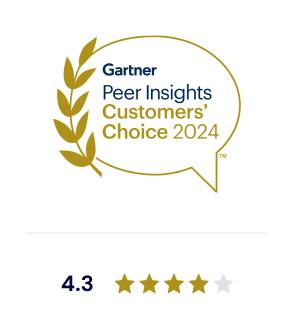 Gartner
Peer Insights
Customers'
Choice 2024
TM
4.3